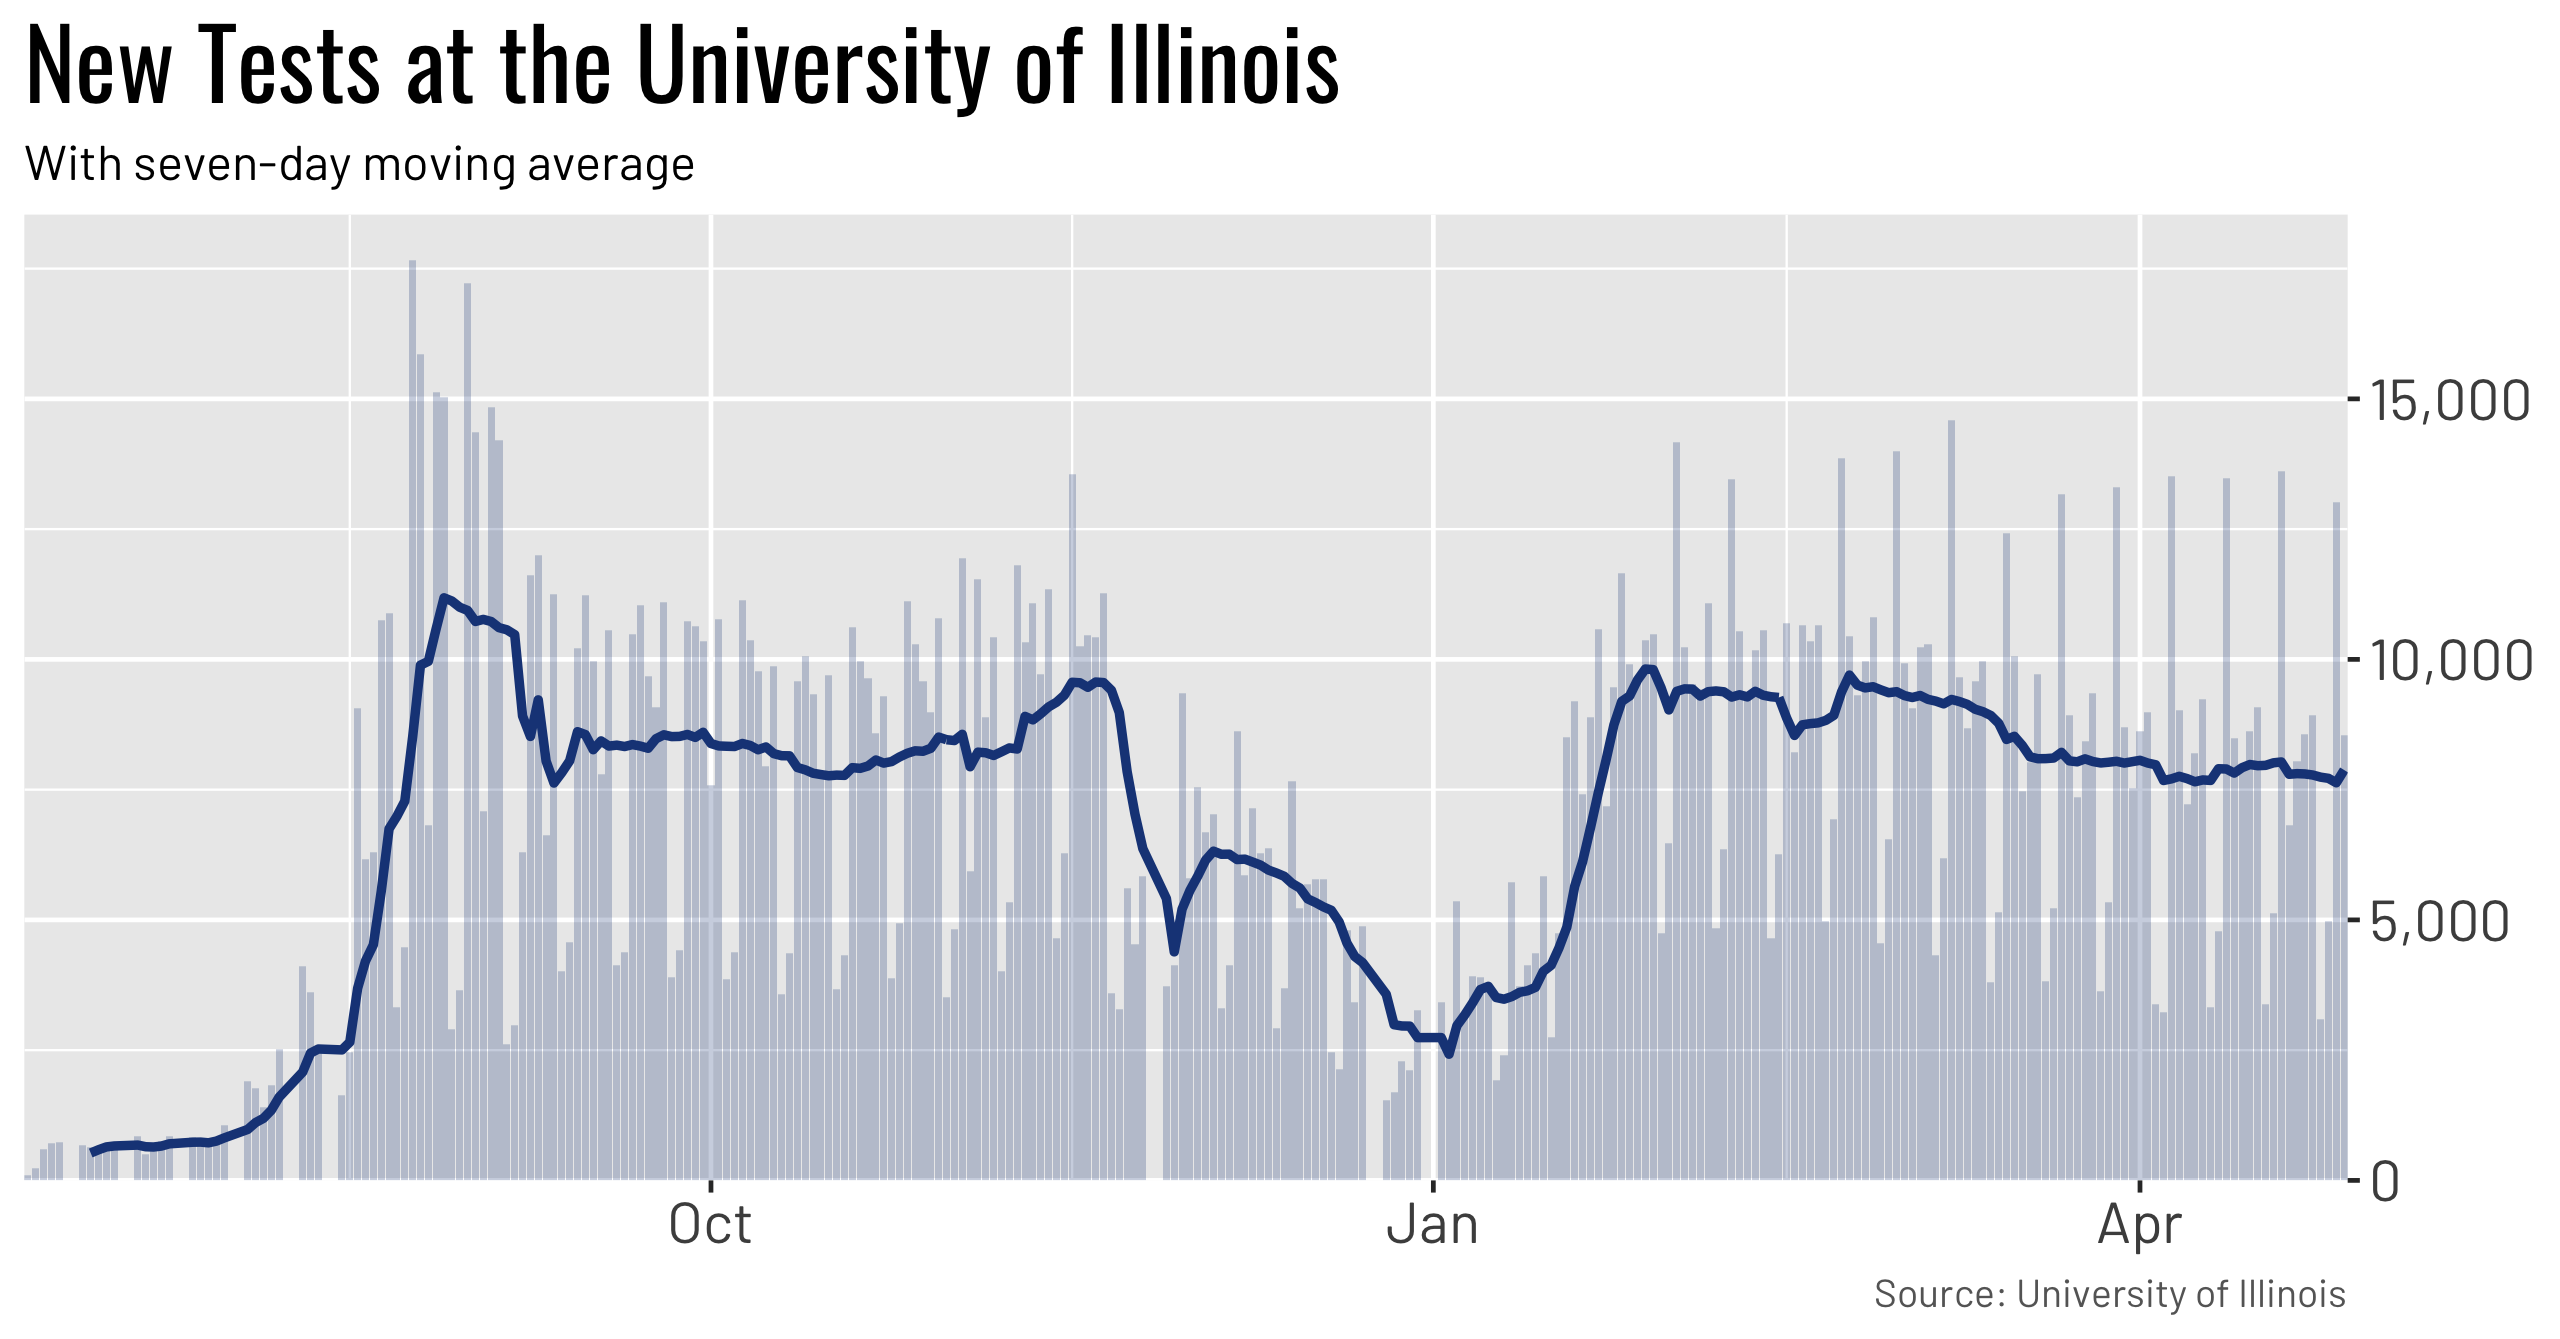 New Tests at the University of Illinois
With seven-day moving average
15,000
10,000
5,000
0
Oct Jan Apr
Source: University of Illinois